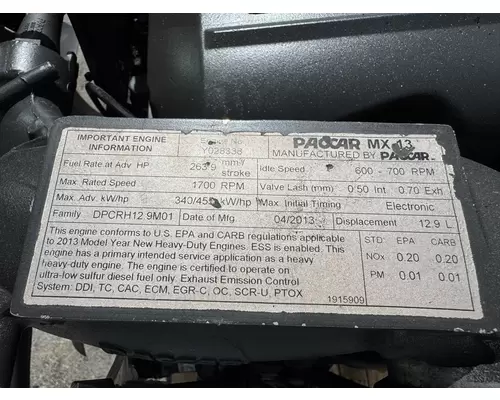 IMPORTANT ENGINE
INFORMATION
Y028338
PACCAR MX 13
MANUFACTURED BY PACCAR
Fuel Rate at Adv. HP 263.9 mm³/
stroke
Idle Speed 600 - 700 RPM
Max. Rated Speed 1700 RPM
Valve Lash (mm) 0.50 Int. 0.70 Exh
Max. Adv. kW/hp 340/455 kW/hp
Max. Initial Timing Electronic
Family DPCRH12.9M01
Date of Mfg 04/2013
Displacement 12.9 L
This engine conforms to U.S. EPA and CARB regulations applicable
to 2013 Model Year New Heavy-Duty Engines. ESS is enabled. This
engine has a primary intended service application as a heavy
heavy-duty engine. The engine is certified to operate on
ultra-low sulfur diesel fuel only. Exhaust Emission Control
System: DDI, TC, CAC, ECM, EGR-C, OC, SCR-U, PTOX
STD EPA CARB
NOx 0.20 0.20
PM 0.01 0.01
1915909